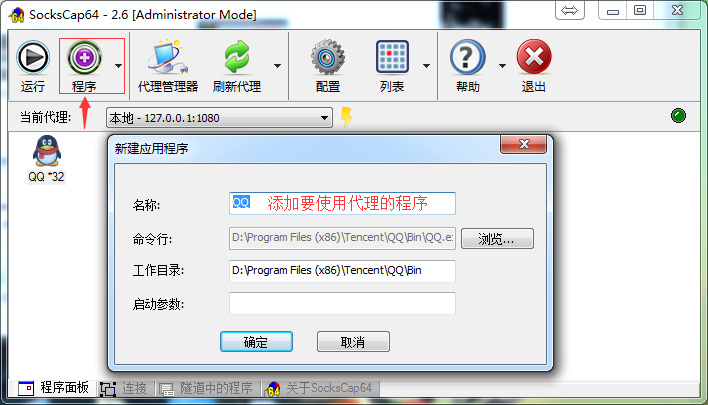 SocksCap64 - 2.6 [Administrator Mode]
运行 程序 代理管理器 刷新代理 配置 列表 帮助 退出
当前代理: 本地 - 127.0.0.1:1080
QQ *32
新建应用程序
名称: QQ 添加要使用代理的程序
命令行: D:\Program Files (x86)\Tencent\QQ\Bin\QQ.e 浏览...
工作目录: D:\Program Files (x86)\Tencent\QQ\Bin
启动参数:
确定 取消
程序面板 连接 隧道中的程序 关于SocksCap64